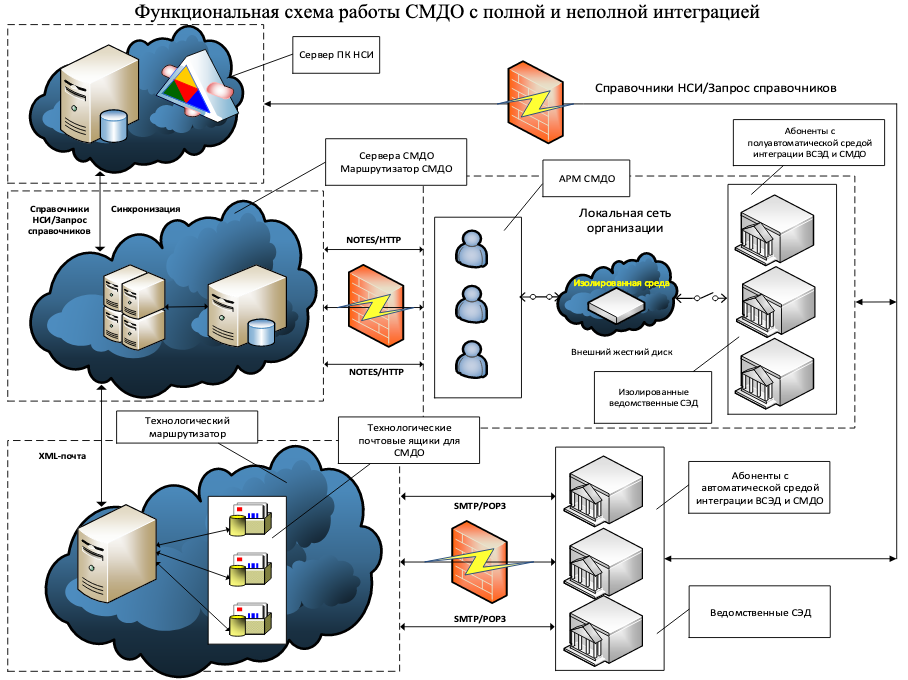 Функциональная схема работы СМДО с полной и неполной интеграцией
Сервер ПК НСИ
Справочники НСИ/Запрос справочников
Абоненты с
полуавтоматической средой
интеграции ВСЭД и СМДО
Сервера СМДО
Маршрутизатор СМДО
АРМ СМДО
Справочники
НСИ/Запрос
справочников
Синхронизация
Локальная сеть
организации
NOTES/HTTP
Изолированная среда
Внешний жесткий диск
NOTES/HTTP
Изолированные
ведомственные СЭД
Технологический
маршрутизатор
Технологические
почтовые ящики для
СМДО
XML-почта
Абоненты с
автоматической средой
интеграции ВСЭД и СМДО
SMTP/POP3
SMTP/POP3
Ведомственные СЭД